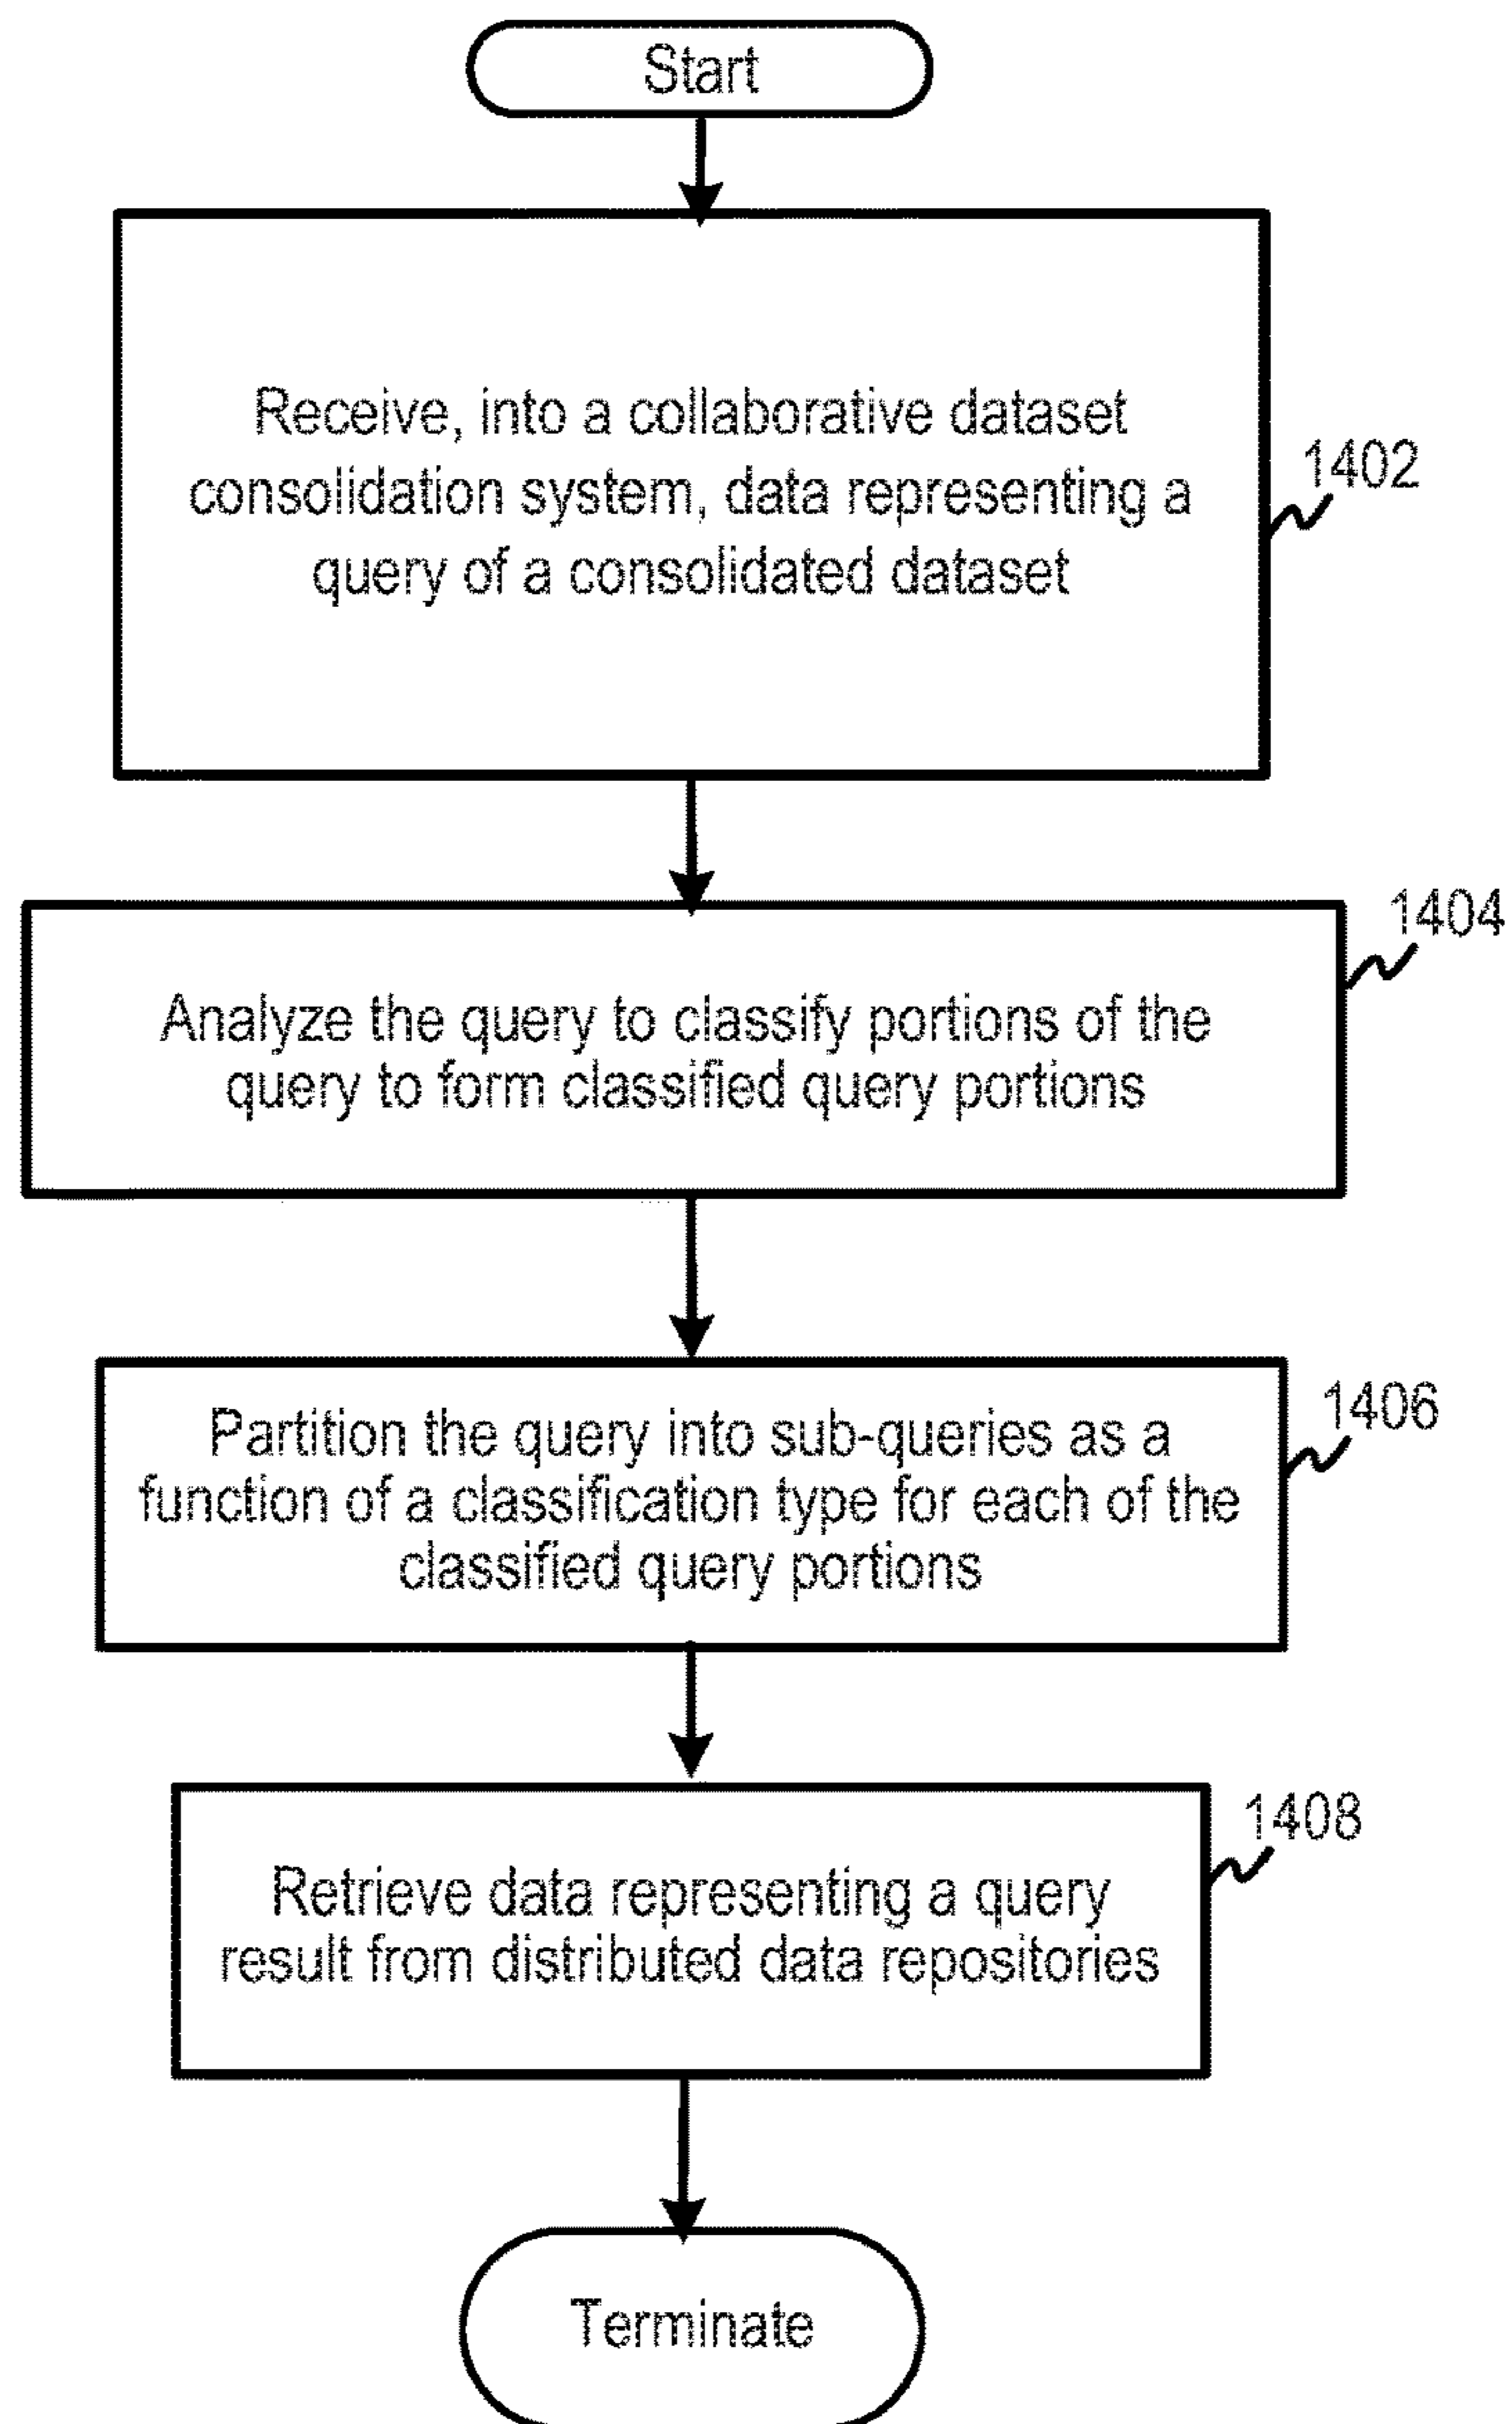 Start
Receive, into a collaborative dataset
consolidation system, data representing a
query of a consolidated dataset
1402
1404
Analyze the query to classify portions of the
query to form classified query portions
1406
Partition the query into sub-queries as a
function of a classification type for each of the
classified query portions
1408
Retrieve data representing a query
result from distributed data repositories
Terminate